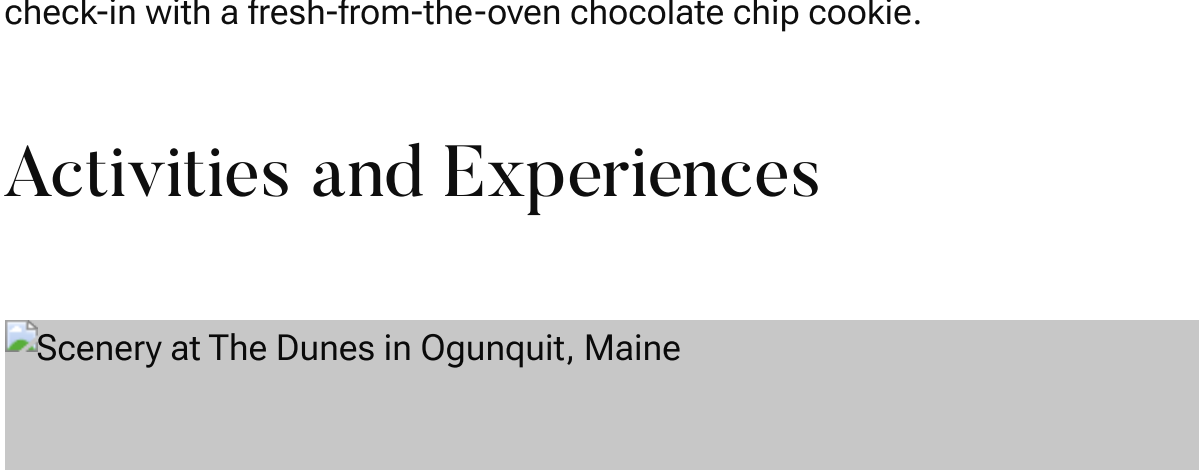 check-in with a fresh-from-the-oven chocolate chip cookie.
Activities and Experiences
Scenery at The Dunes in Ogunquit, Maine